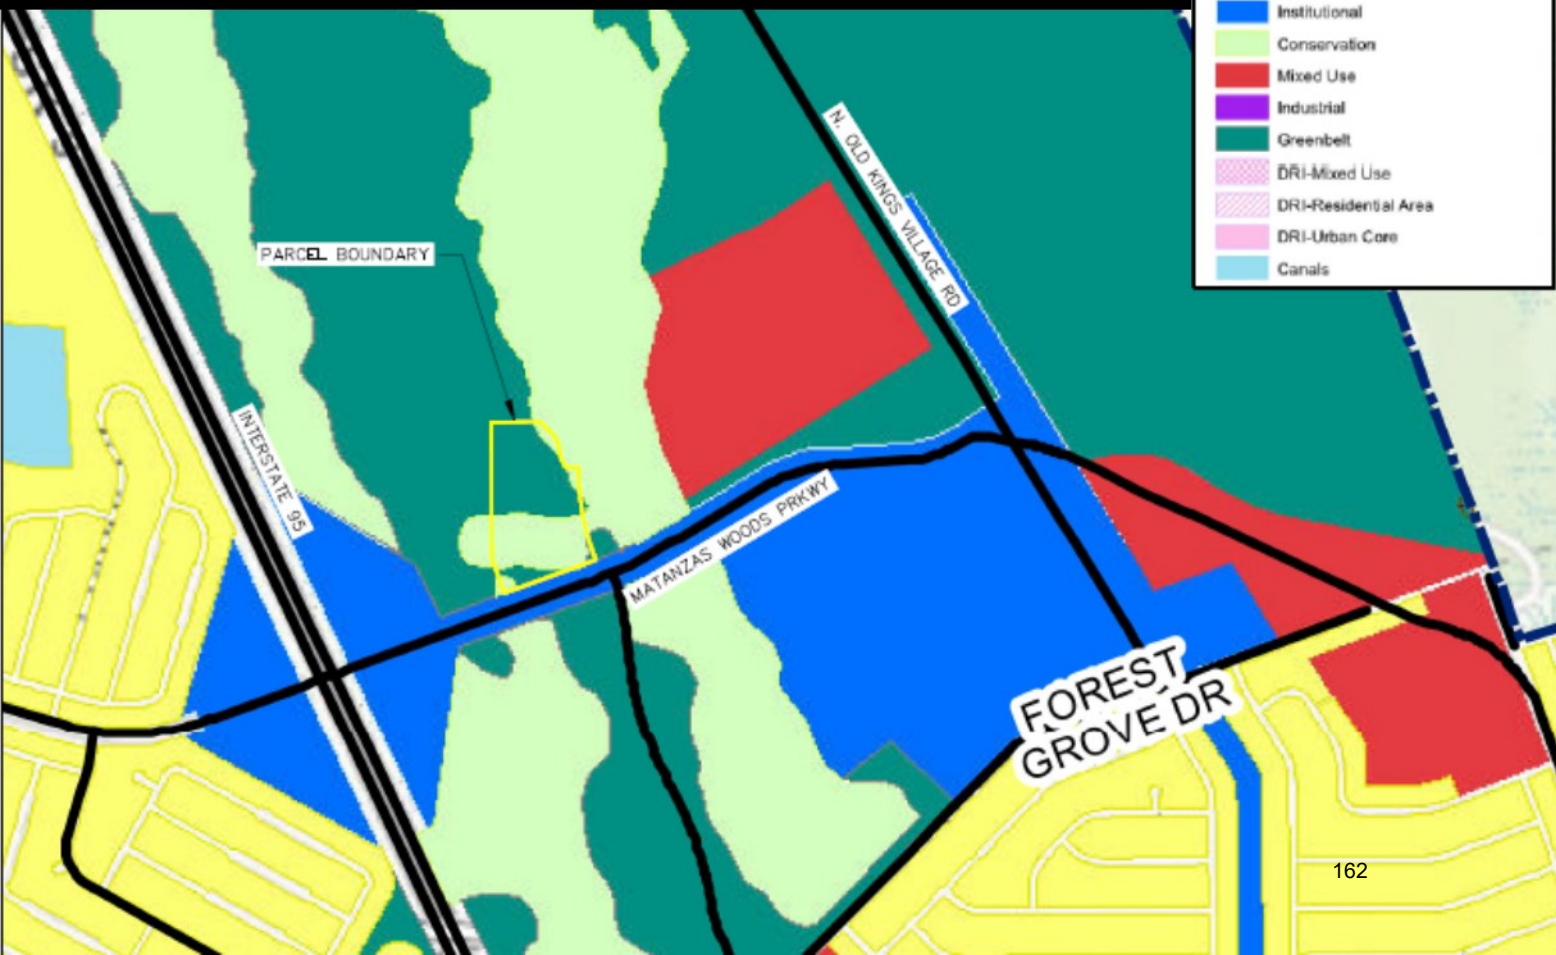 Institutional
Conservation
Mixed Use
Industrial
Greenbelt
DRI-Mixed Use
DRI-Residential Area
DRI-Urban Core
Canals
N. OLD KINGS VILLAGE RD
PARCEL BOUNDARY
INTERSTATE 95
MATANZAS WOODS PRKWY
FOREST
GROVE DR
162